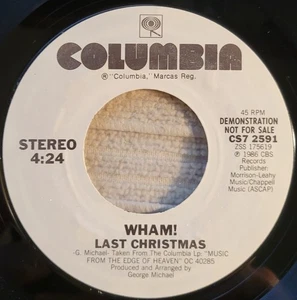 COLUMBIA
® "Columbia," Marcas Reg.
STEREO
4:24
45 RPM
DEMONSTRATION
NOT FOR SALE
CS7 2591
ZSS 175619
℗ 1986 CBS
Records
Publisher:
Morrison-Leahy
Music/Chappell
Music (ASCAP)
WHAM!
LAST CHRISTMAS
-G. Michael- Taken From The Columbia Lp "MUSIC
FROM THE EDGE OF HEAVEN" OC 40285
Produced and Arranged by
George Michael